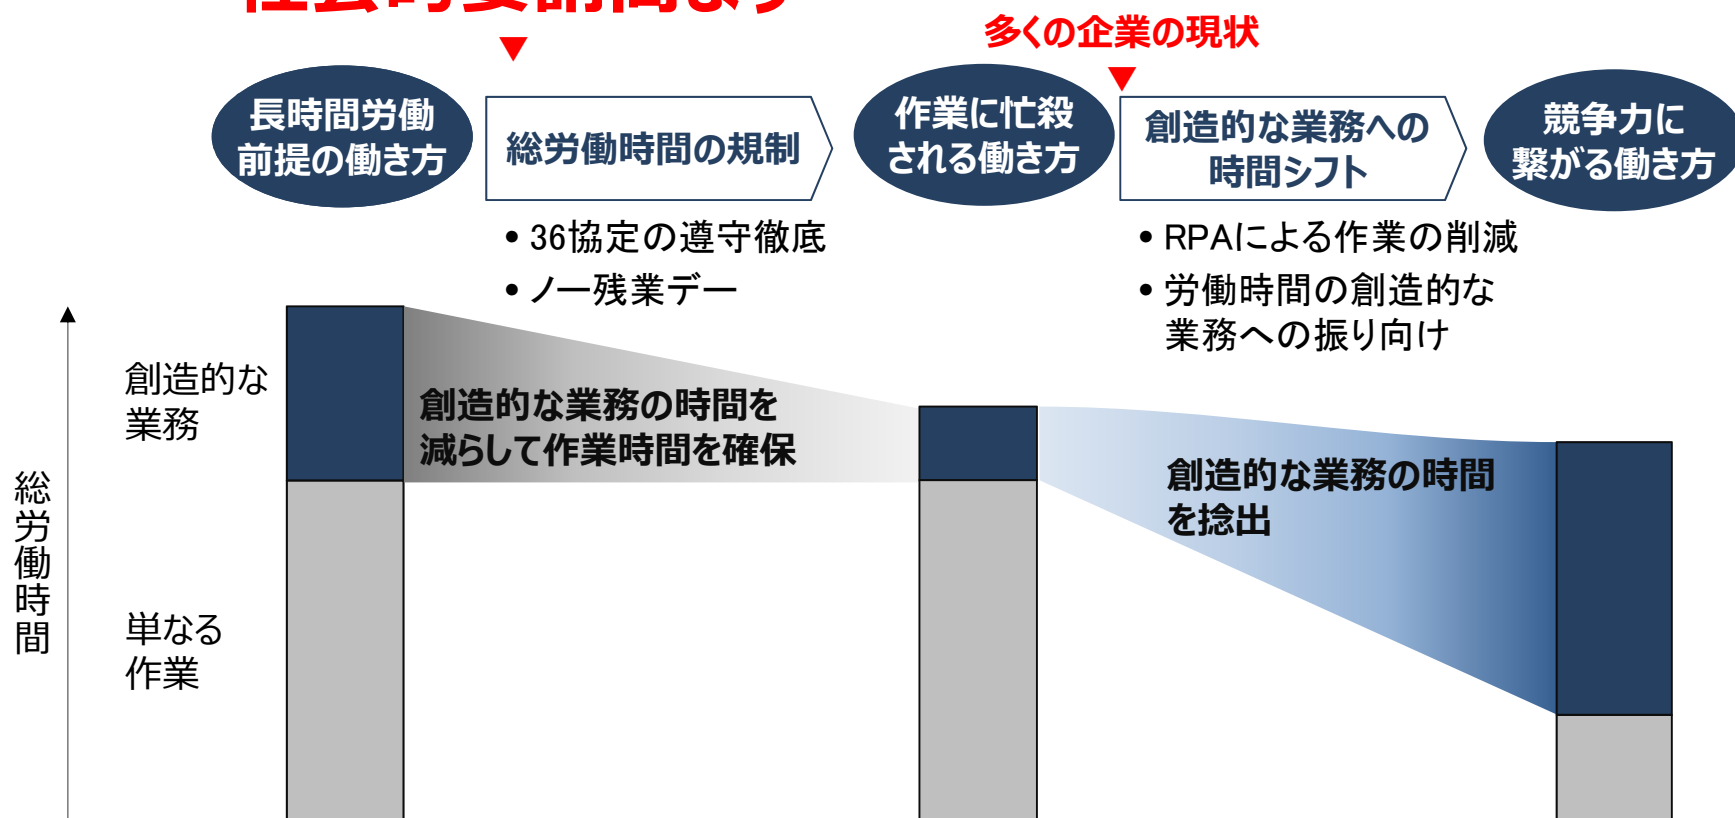 多くの企業の現状
長時間労働
前提の働き方
総労働時間の規制
作業に忙殺
される働き方
創造的な業務への
時間シフト
競争力に
繋がる働き方
• 36協定の遵守徹底
• ノー残業デー
• RPAによる作業の削減
• 労働時間の創造的な
業務への振り向け
総労働時間
創造的な
業務
単なる
作業
創造的な業務の時間を
減らして作業時間を確保
創造的な業務の時間
を捻出